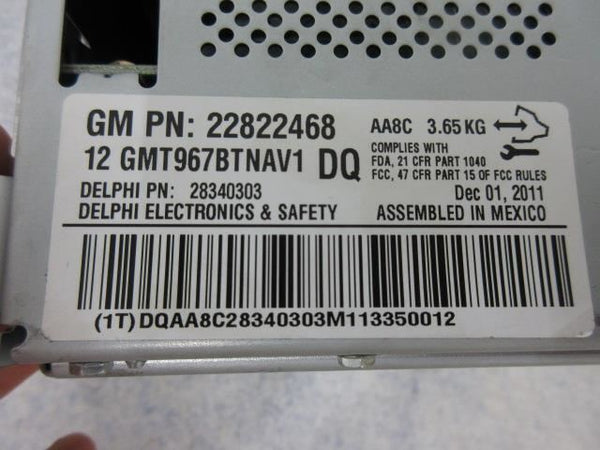 GM PN: 22822468 AA8C 3.65 KG
12 GMT967BTNAV1 DQ COMPLIES WITH
FDA, 21 CFR PART 1040
FCC, 47 CFR PART 15 OF FCC RULES
DELPHI PN: 28340303 Dec 01, 2011
DELPHI ELECTRONICS & SAFETY ASSEMBLED IN MEXICO
(1T)DQAA8C28340303M113350012